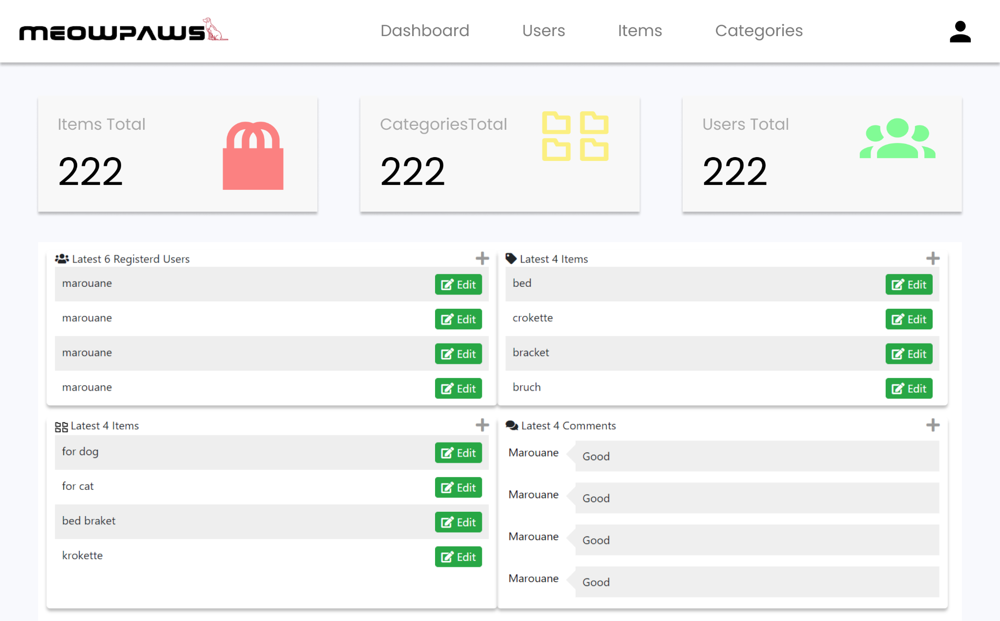 MEOWPAWS
Dashboard Users Items Categories
Items Total
222
CategoriesTotal
222
Users Total
222
Latest 6 Registerd Users
marouane Edit
marouane Edit
marouane Edit
marouane Edit
Latest 4 Items
bed Edit
crokette Edit
bracket Edit
bruch Edit
Latest 4 Items
for dog Edit
for cat Edit
bed braket Edit
krokette Edit
Latest 4 Comments
Marouane Good
Marouane Good
Marouane Good
Marouane Good